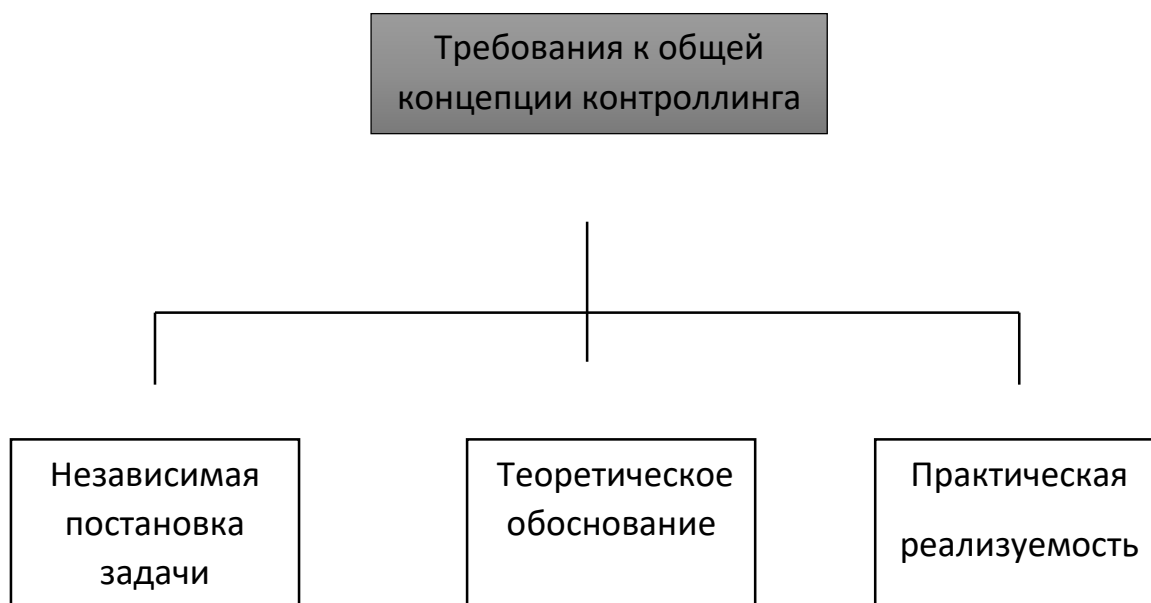 Требования к общей
концепции контроллинга
Независимая
постановка
задачи
Теоретическое
обоснование
Практическая
реализуемость